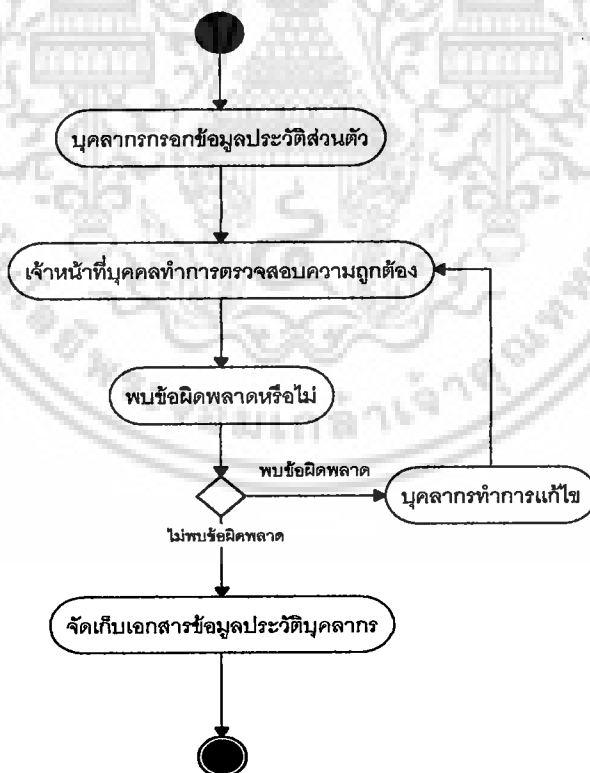 บุคลากรกรอกข้อมูลประวัติส่วนตัว
เจ้าหน้าที่บุคคลทำการตรวจสอบความถูกต้อง
พบข้อผิดพลาดหรือไม่
พบข้อผิดพลาด
บุคลากรทำการแก้ไข
ไม่พบข้อผิดพลาด
จัดเก็บเอกสารข้อมูลประวัติบุคลากร